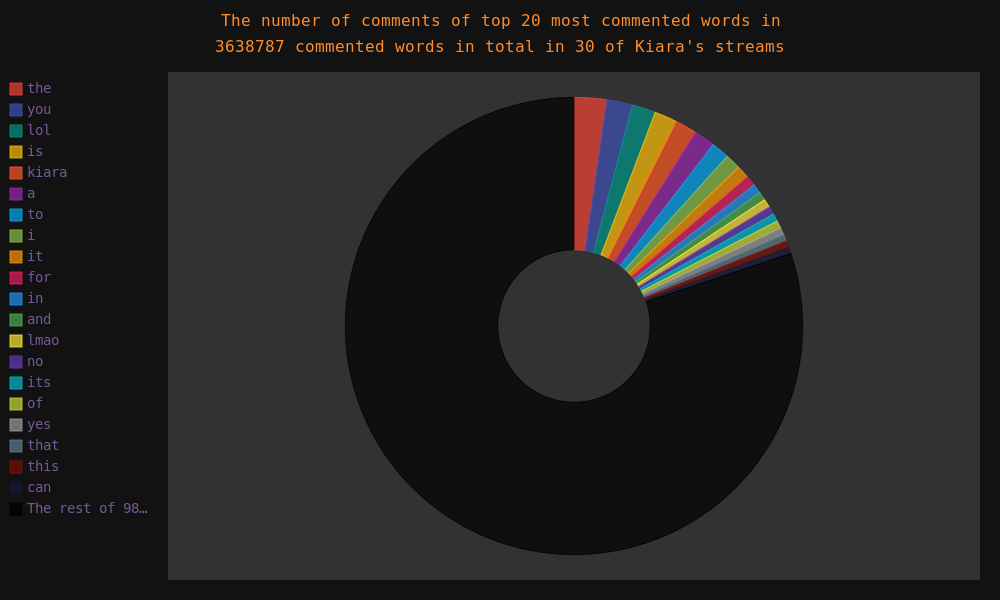 The number of comments of top 20 most commented words in
3638787 commented words in total in 30 of Kiara's streams
the
you
lol
is
kiara
a
to
i
it
for
in
and
lmao
no
its
of
yes
that
this
can
The rest of 98…